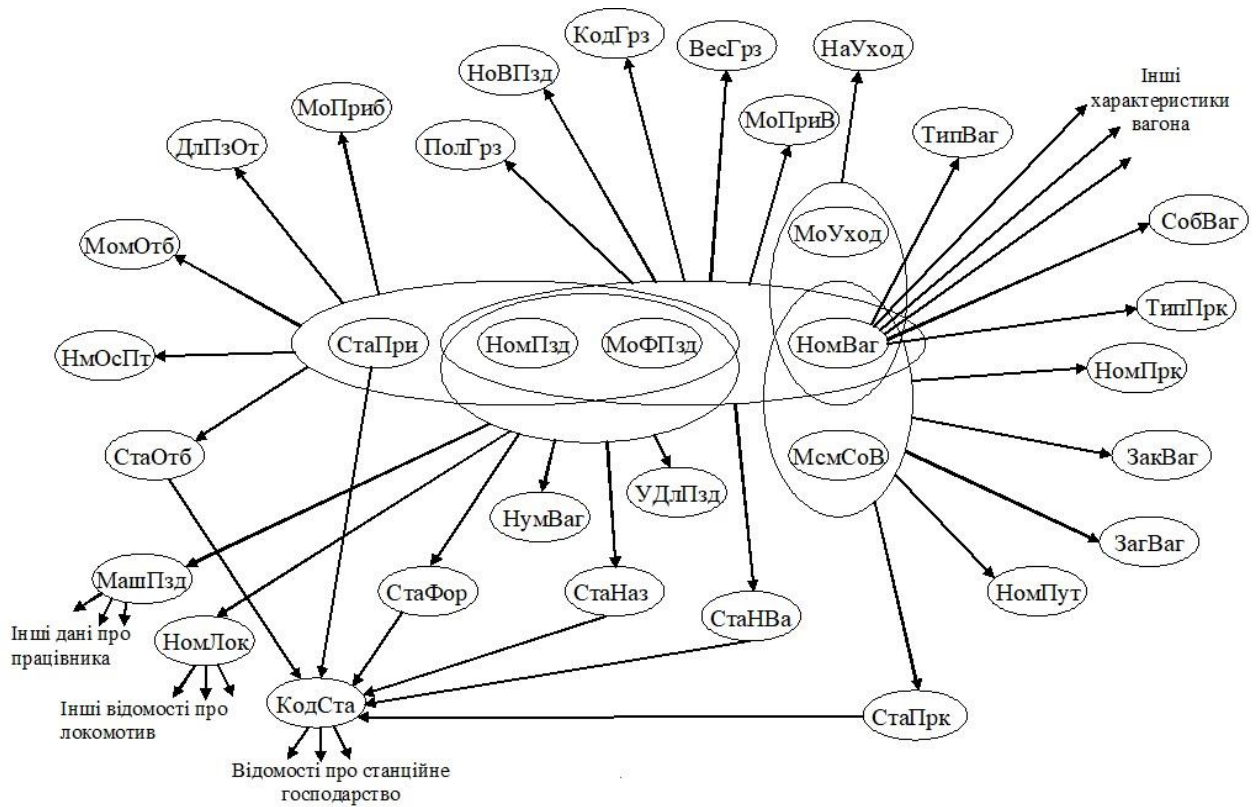 КодГрз
ВесГрз
НаУход
НоВПзд
Інші
характеристики
вагона
МоПриб
МоПриВ
ТипВаг
ДлПзОт
ПолГрз
МоУход
СобВаг
МомОтб
ТипПрк
СтаПри
НомПзд
МоФПзд
НомВаг
НмОсПт
НомПрк
СтаОтб
МсмСоВ
ЗакВаг
УДлПзд
НумВаг
ЗагВаг
МашПзд
СтаФор
СтаНаз
НомПут
СтаНВа
Інші дані про
працівника
НомЛок
КодСта
СтаПрк
Інші відомості про
локомотив
Відомості про станційне
господарство